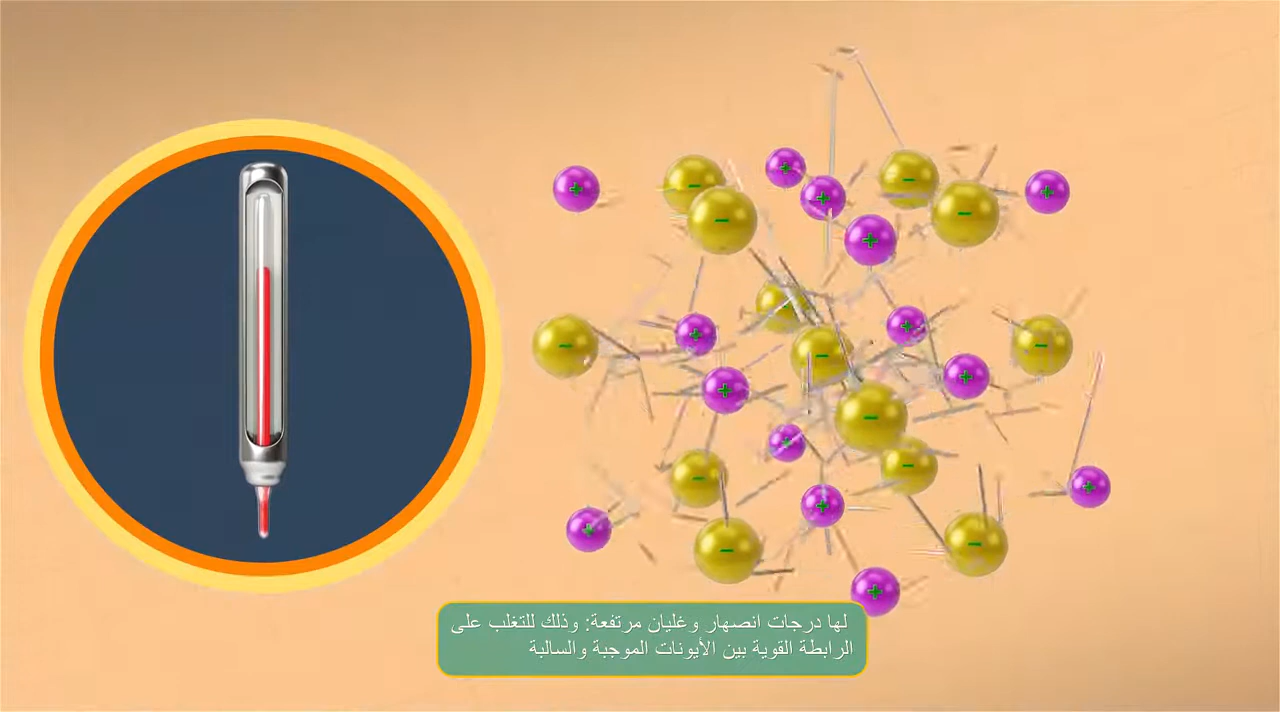 لها درجات انصهار وغليان مرتفعة: وذلك للتغلب على
الرابطة القوية بين الأيونات الموجبة والسالبة